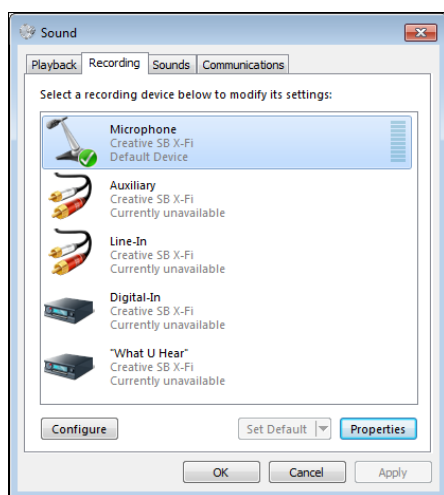 Sound
Playback Recording Sounds Communications
Select a recording device below to modify its settings:
Microphone
Creative SB X-Fi
Default Device
Auxiliary
Creative SB X-Fi
Currently unavailable
Line-In
Creative SB X-Fi
Currently unavailable
Digital-In
Creative SB X-Fi
Currently unavailable
"What U Hear"
Creative SB X-Fi
Currently unavailable
Configure Set Default Properties
OK Cancel Apply